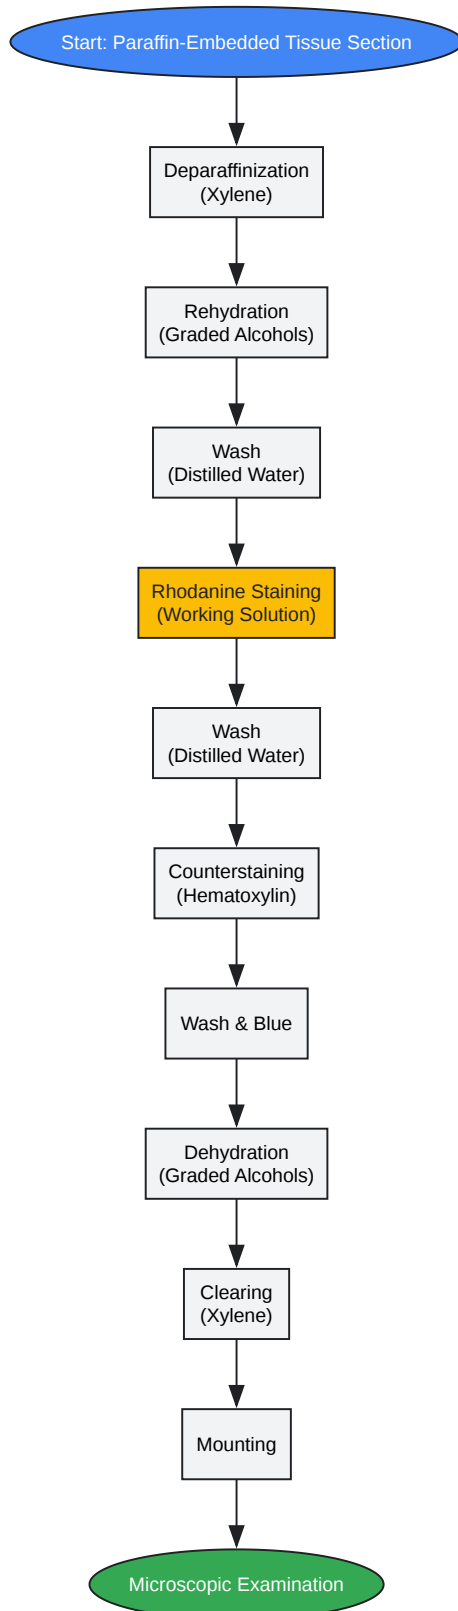 Start: Paraffin-Embedded Tissue Section
Deparaffinization
(Xylene)
Rehydration
(Graded Alcohols)
Wash
(Distilled Water)
Rhodanine Staining
(Working Solution)
Wash
(Distilled Water)
Counterstaining
(Hematoxylin)
Wash & Blue
Dehydration
(Graded Alcohols)
Clearing
(Xylene)
Mounting
Microscopic Examination